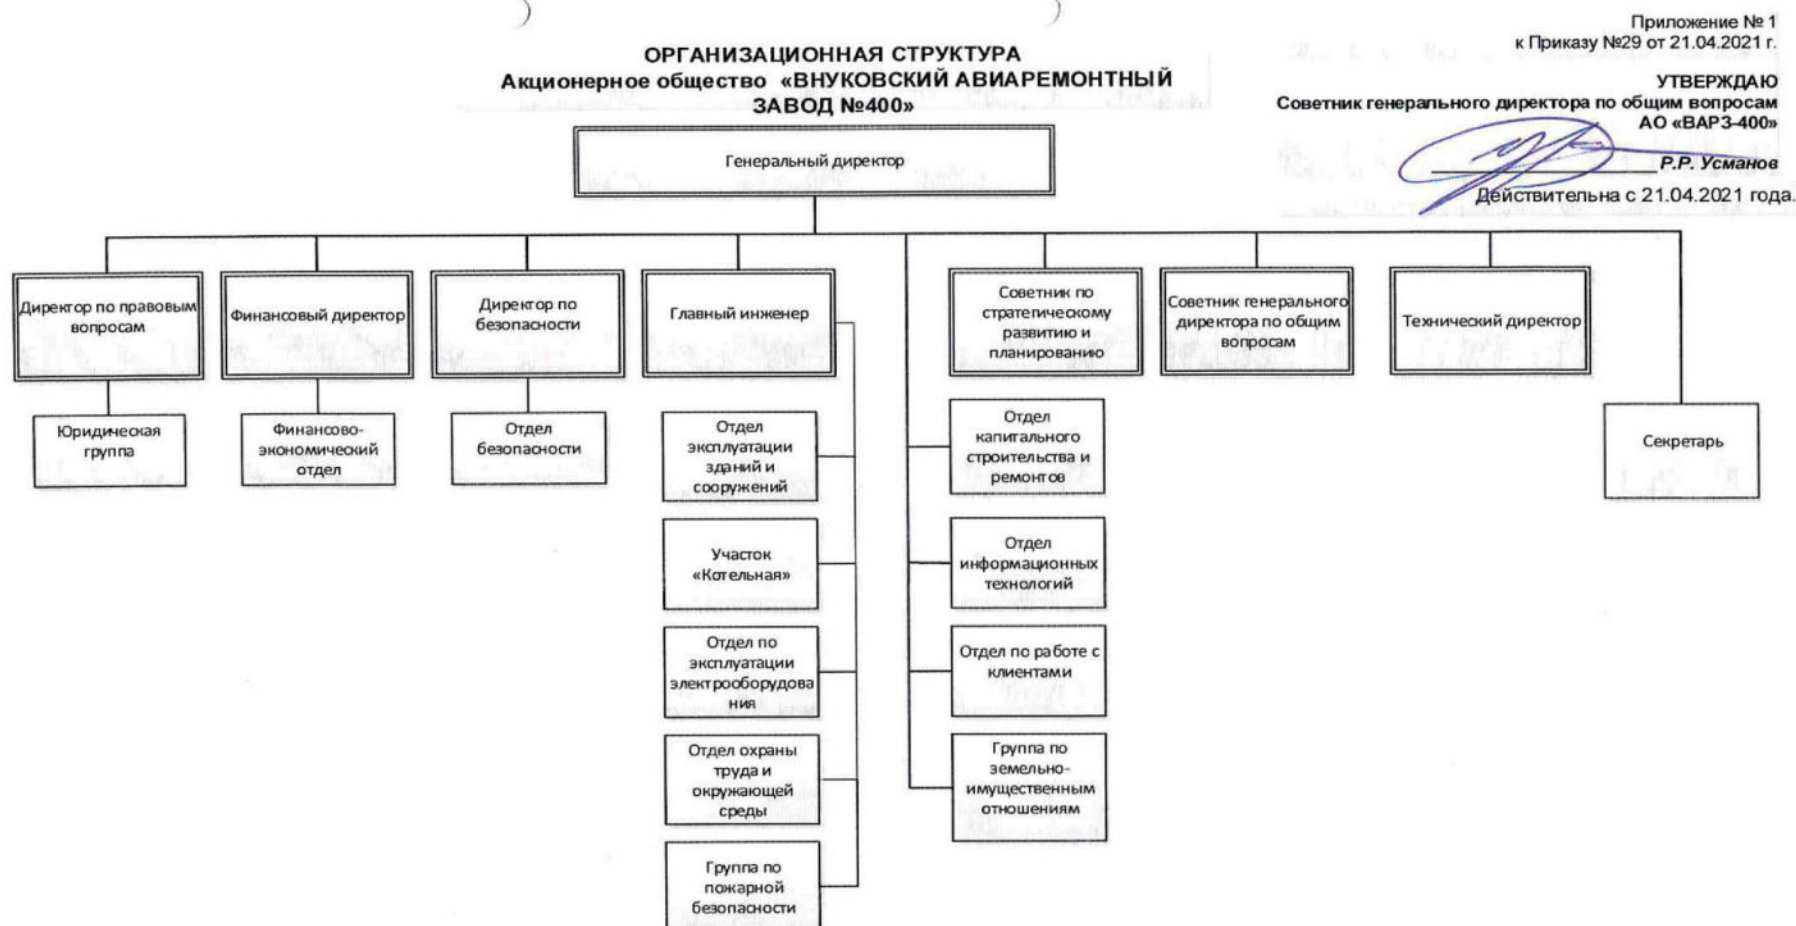 Приложение № 1
к Приказу №29 от 21.04.2021 г.
ОРГАНИЗАЦИОННАЯ СТРУКТУРА
Акционерное общество «ВНУКОВСКИЙ АВИАРЕМОНТНЫЙ
ЗАВОД №400»
УТВЕРЖДАЮ
Советник генерального директора по общим вопросам
АО «ВАРЗ-400»
Р.Р. Усманов
Действительна с 21.04.2021 года.
Генеральный директор
Директор по правовым
вопросам
Финансовый директор
Директор по
безопасности
Главный инженер
Советник по
стратегическому
развитию и
планированию
Советник генерального
директора по общим
вопросам
Технический директор
Юридическая
группа
Финансово-
экономический
отдел
Отдел
безопасности
Отдел
эксплуатации
зданий и
сооружений
Участок
«Котельная»
Отдел по
эксплуатации
электрооборудова
ния
Отдел охраны
труда и
окружающей
среды
Группа по
пожарной
безопасности
Отдел
капитального
строительства и
ремонтов
Отдел
информационных
технологий
Отдел по работе с
клиентами
Группа по
земельно-
имущественным
отношениям
Секретарь